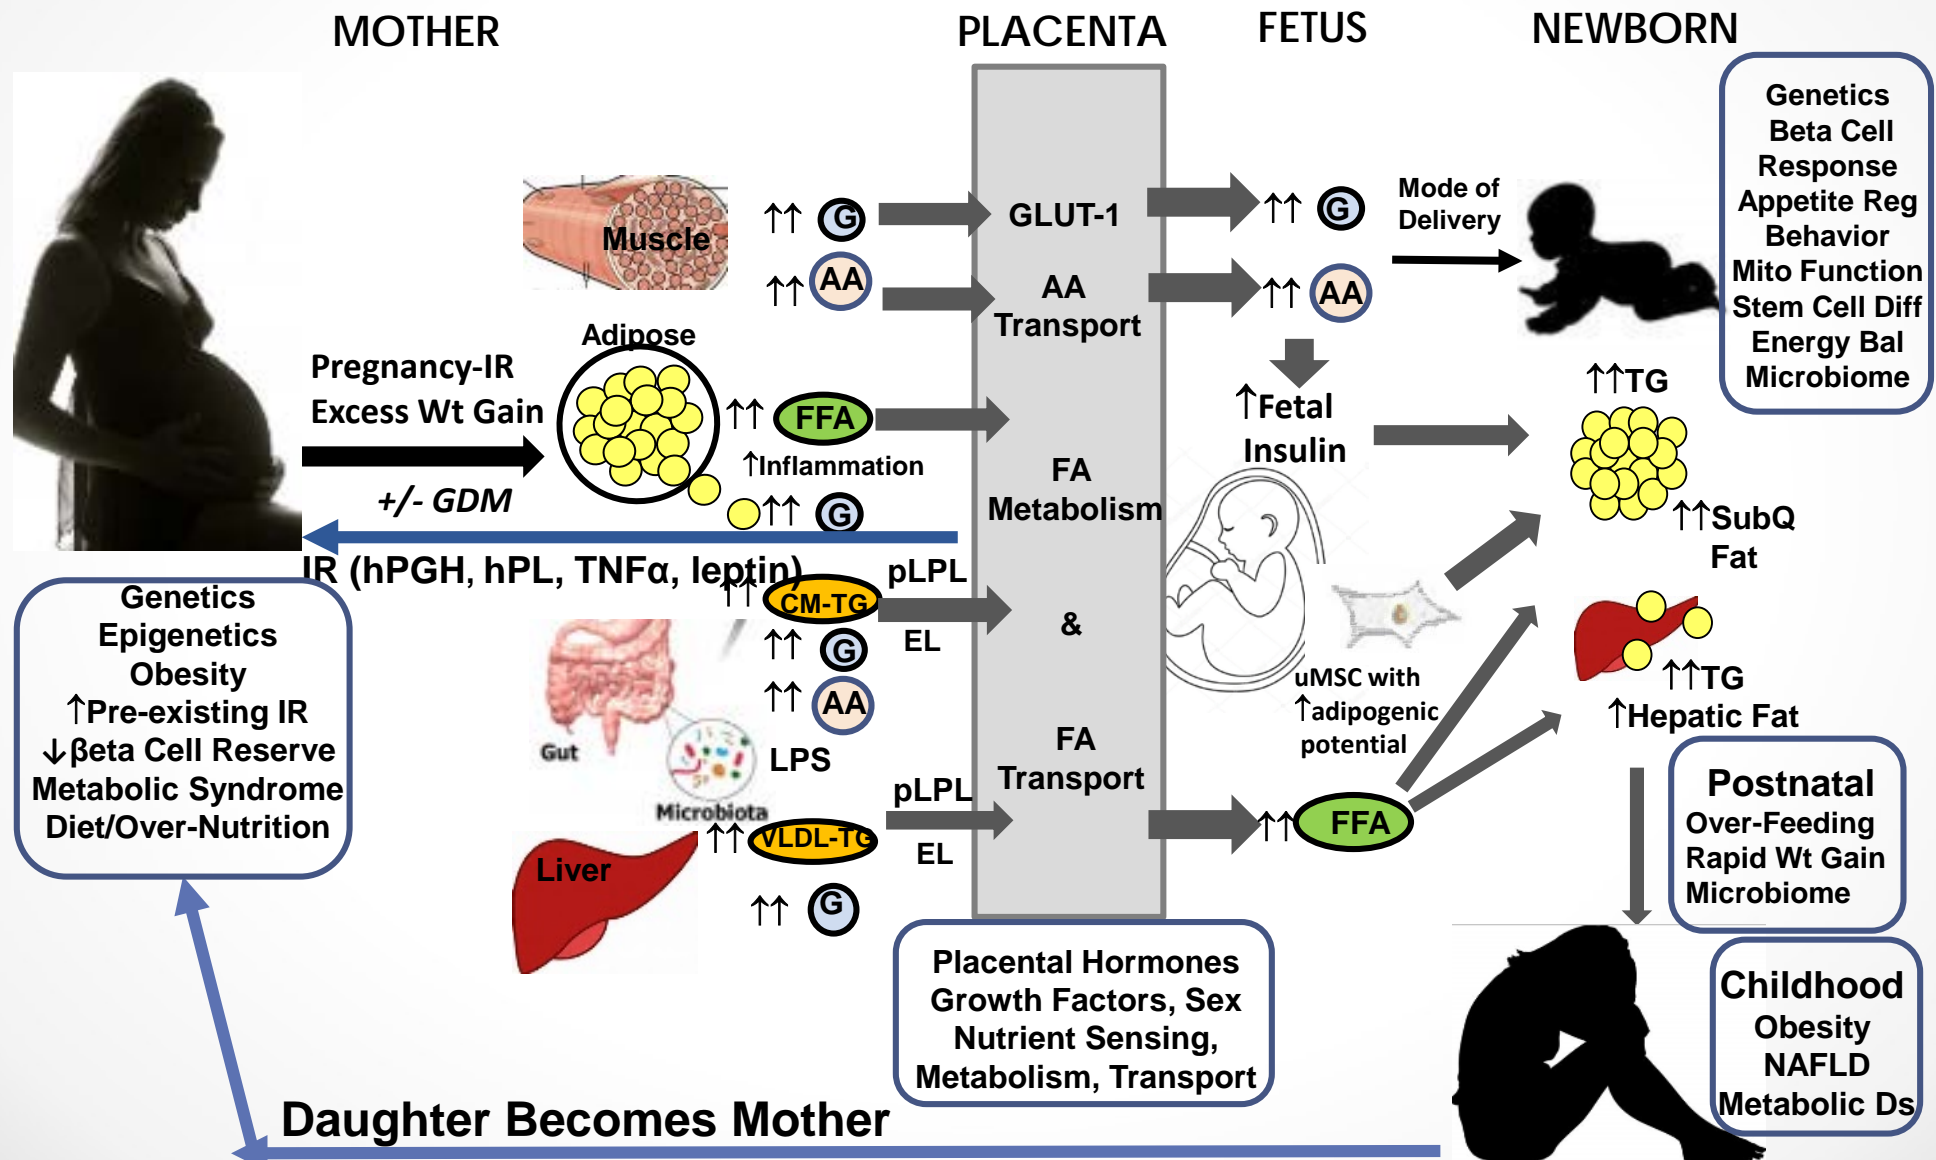 MOTHER
PLACENTA
FETUS
NEWBORN
Genetics
Beta Cell
Response
Appetite Reg
Behavior
Mito Function
Stem Cell Diff
Energy Bal
Microbiome
Muscle
↑↑ G
↑↑ AA
GLUT-1
AA
Transport
↑↑ G
↑↑ AA
Mode of
Delivery
Pregnancy-IR
Excess Wt Gain
+/- GDM
Adipose
↑↑ FFA
↑Inflammation
↑↑ G
FA
Metabolism
&
FA
Transport
↑Fetal
Insulin
↑↑TG
↑↑SubQ
Fat
IR (hPGH, hPL, TNFα, leptin)
Genetics
Epigenetics
Obesity
↑Pre-existing IR
↓βeta Cell Reserve
Metabolic Syndrome
Diet/Over-Nutrition
↑↑ CM-TG
pLPL
EL
↑↑ G
↑↑ AA
LPS
Gut
Microbiota
uMSC with
↑adipogenic
potential
↑↑TG
↑Hepatic Fat
Liver
↑↑ VLDL-TG
pLPL
EL
↑↑ G
↑↑ FFA
Postnatal
Over-Feeding
Rapid Wt Gain
Microbiome
Placental Hormones
Growth Factors, Sex
Nutrient Sensing,
Metabolism, Transport
Childhood
Obesity
NAFLD
Metabolic Ds
Daughter Becomes Mother